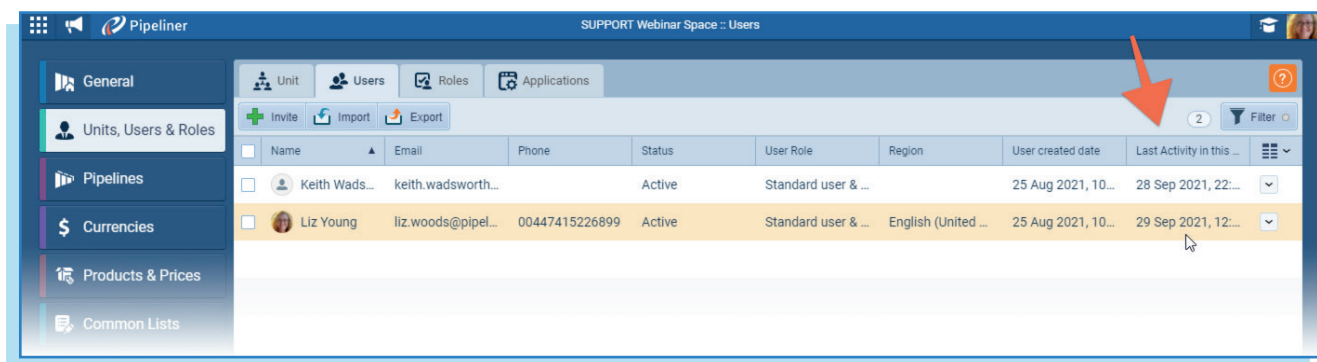 Pipeliner
SUPPORT Webinar Space :: Users
General
Units, Users & Roles
Pipelines
Currencies
Products & Prices
Common Lists
Unit
Users
Roles
Applications
Invite
Import
Export
2
Filter
Name
Email
Phone
Status
User Role
Region
User created date
Last Activity in this ...
Keith Wads... keith.wadsworth... Active Standard user & ... 25 Aug 2021, 10... 28 Sep 2021, 22:...
Liz Young liz.woods@pipel... 00447415226899 Active Standard user & ... English (United ... 25 Aug 2021, 10... 29 Sep 2021, 12:...